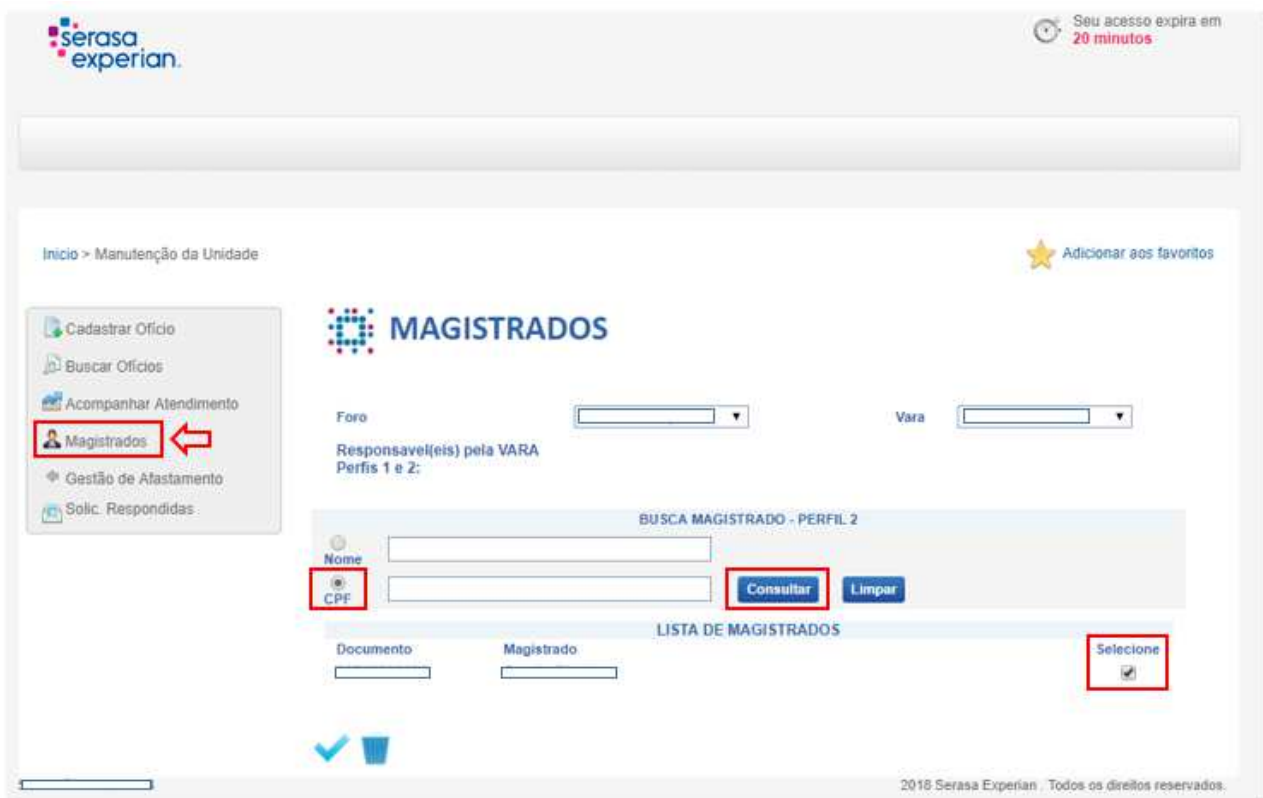 serasa
experian.
Seu acesso expira em
20 minutos
Inicio > Manutenção da Unidade
Adicionar aos favoritos
Cadastrar Ofício
Buscar Ofícios
Acompanhar Atendimento
Magistrados
Gestão de Afastamento
Solic. Respondidas
MAGISTRADOS
Foro
Vara
Responsavel(eis) pela VARA
Perfis 1 e 2:
BUSCA MAGISTRADO - PERFIL 2
Nome
CPF
Consultar
Limpar
LISTA DE MAGISTRADOS
Documento
Magistrado
Selecione
2018 Serasa Experian . Todos os direitos reservados.